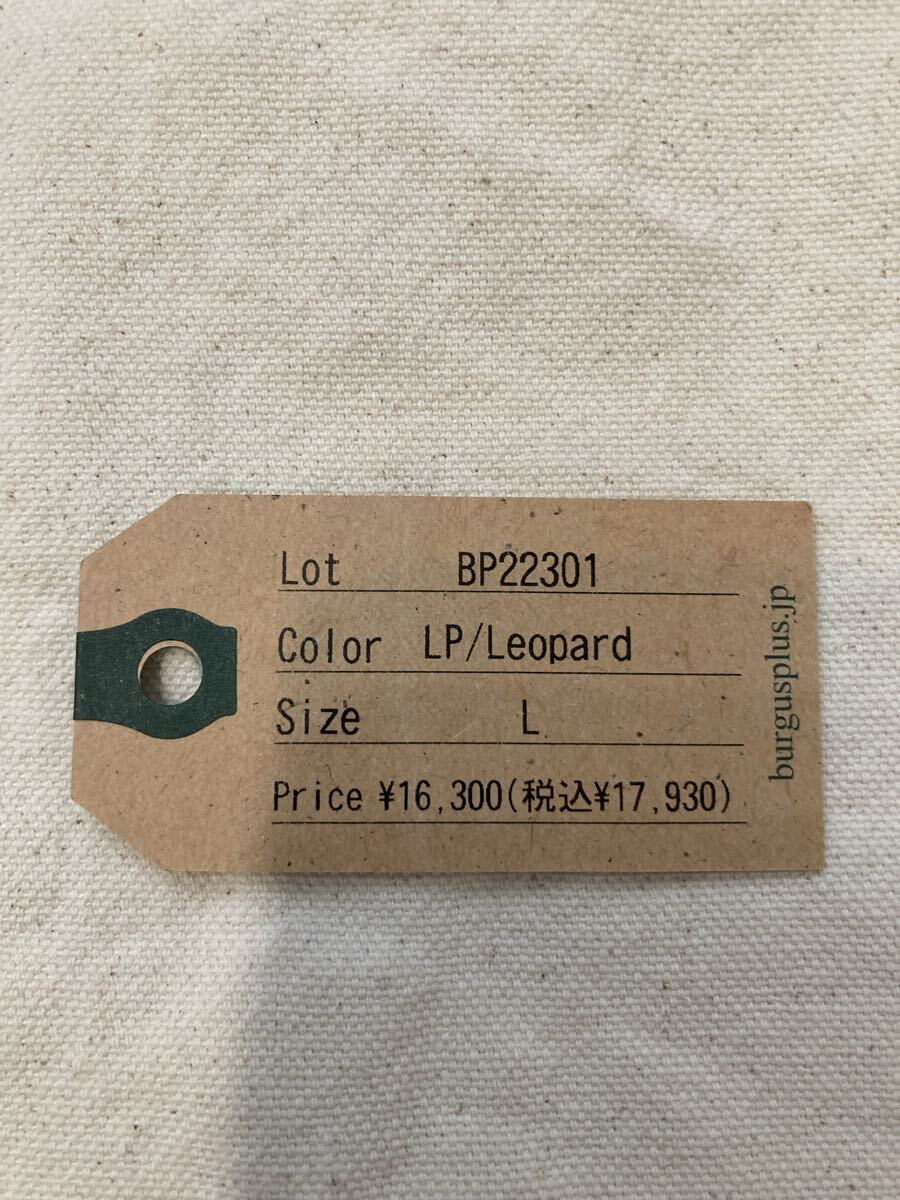 Lot BP22301
Color LP/Leopard
Size L
Price ¥16,300(税込¥17,930)
burgusplus.jp